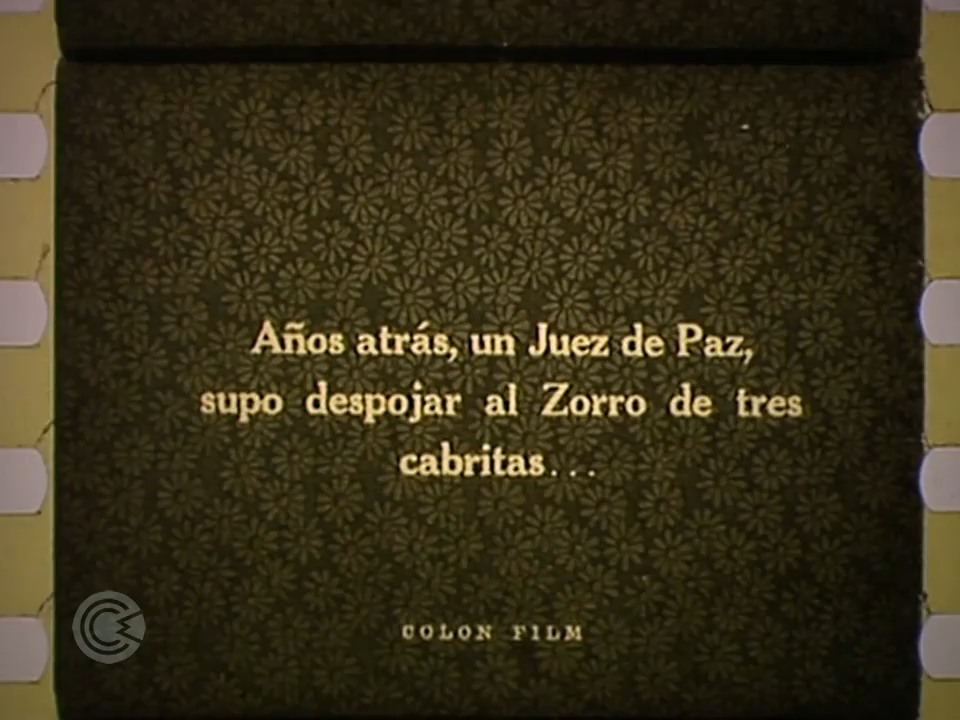 Años atrás, un Juez de Paz,
supo despojar al Zorro de tres
cabritas...
COLON FILM